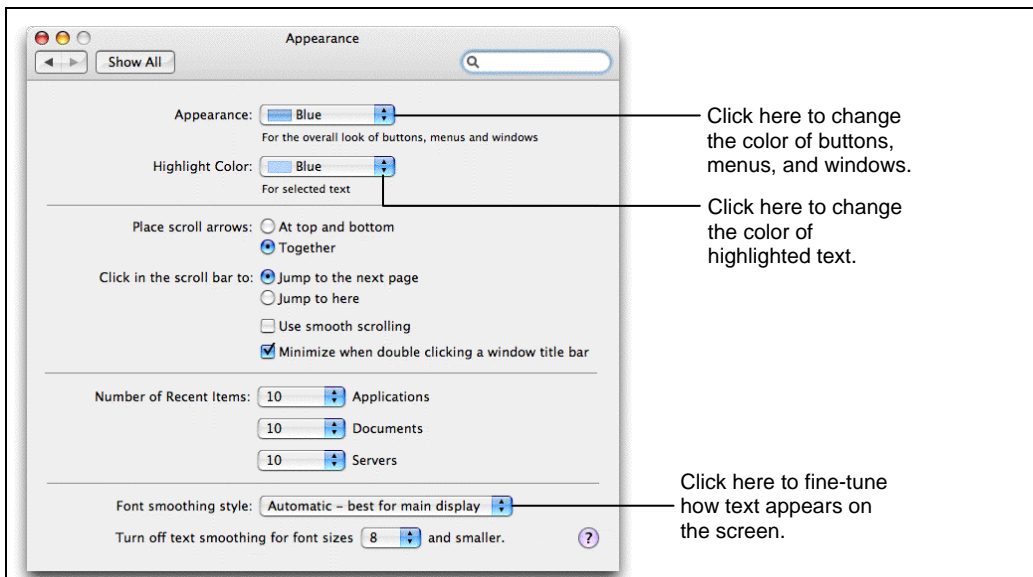 Appearance
Show All
Appearance: Blue
For the overall look of buttons, menus and windows
Highlight Color: Blue
For selected text
Place scroll arrows: At top and bottom
Together
Click in the scroll bar to: Jump to the next page
Jump to here
Use smooth scrolling
Minimize when double clicking a window title bar
Number of Recent Items: 10 Applications
10 Documents
10 Servers
Font smoothing style: Automatic – best for main display
Turn off text smoothing for font sizes 8 and smaller. ?
Click here to change
the color of buttons,
menus, and windows.
Click here to change
the color of
highlighted text.
Click here to fine-tune
how text appears on
the screen.